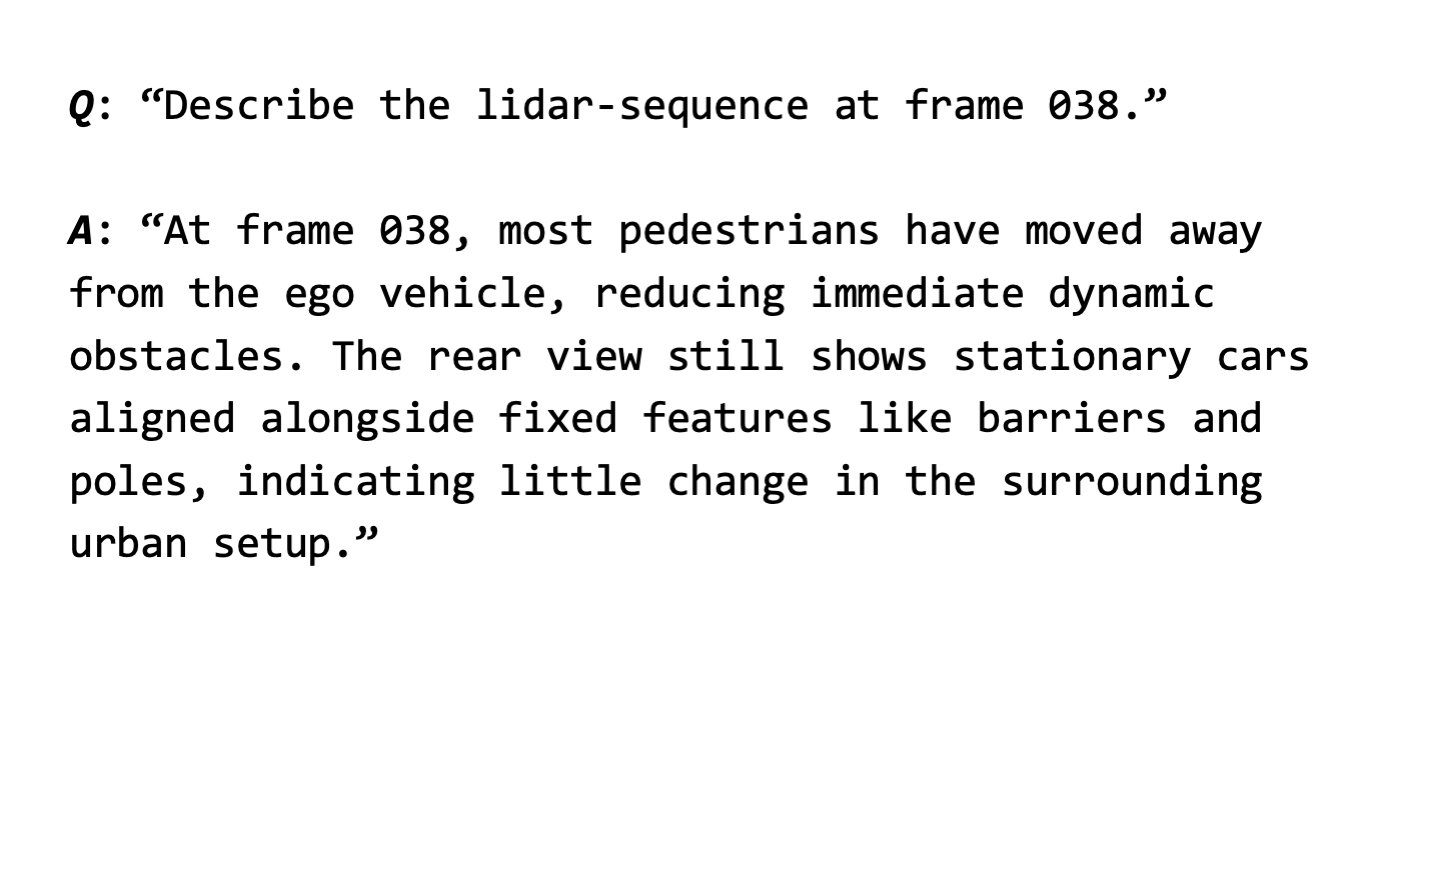 Q: “Describe the lidar-sequence at frame 038.”
A: “At frame 038, most pedestrians have moved away
from the ego vehicle, reducing immediate dynamic
obstacles. The rear view still shows stationary cars
aligned alongside fixed features like barriers and
poles, indicating little change in the surrounding
urban setup.”